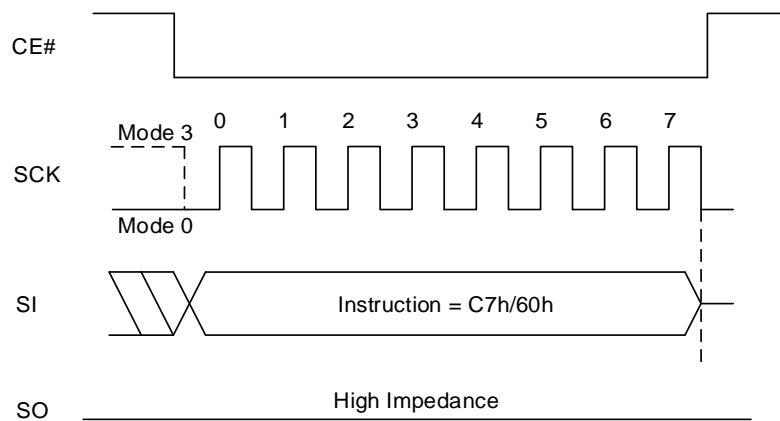 CE#
Mode 3
0 1 2 3 4 5 6 7
SCK
Mode 0
SI
Instruction = C7h/60h
SO
High Impedance